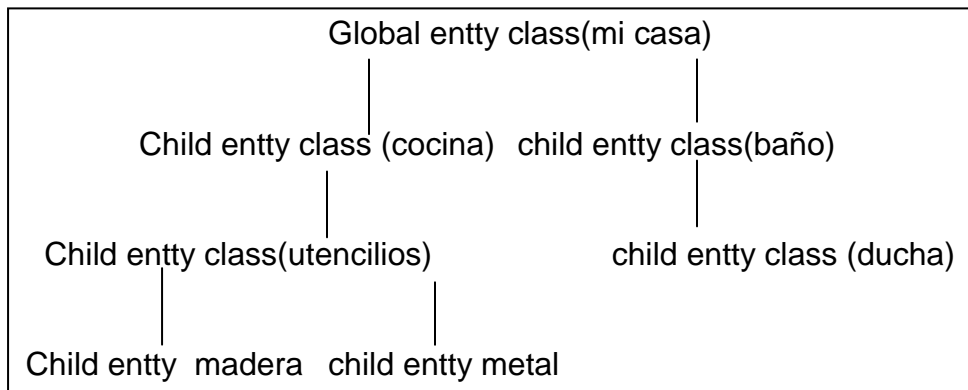 Global entty class(mi casa)
Child entty class (cocina) child entty class(baño)
Child entty class(utencilios) child entty class (ducha)
Child entty madera child entty metal